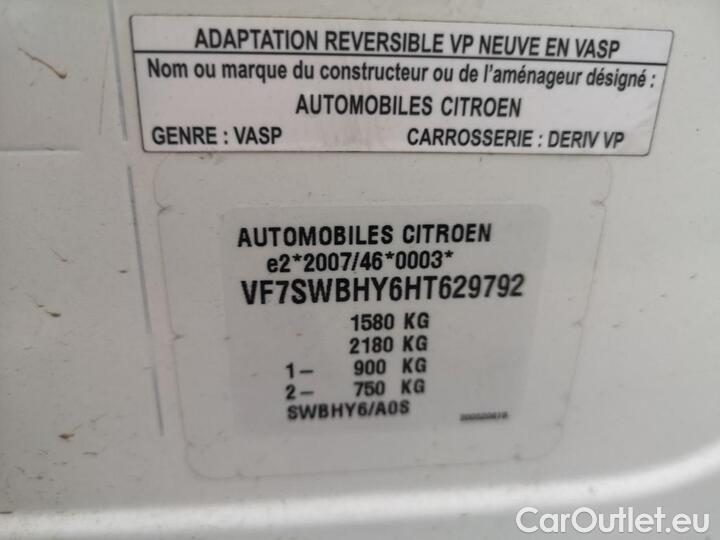 ADAPTATION REVERSIBLE VP NEUVE EN VASP
Nom ou marque du constructeur ou de l'aménageur désigné :
AUTOMOBILES CITROEN
GENRE : VASP CARROSSERIE : DERIV VP
AUTOMOBILES CITROEN
e2*2007/46*0003*
VF7SWBHY6HT629792
1580 KG
2180 KG
1– 900 KG
2– 750 KG
SWBHY6/A0S
CarOutlet.eu